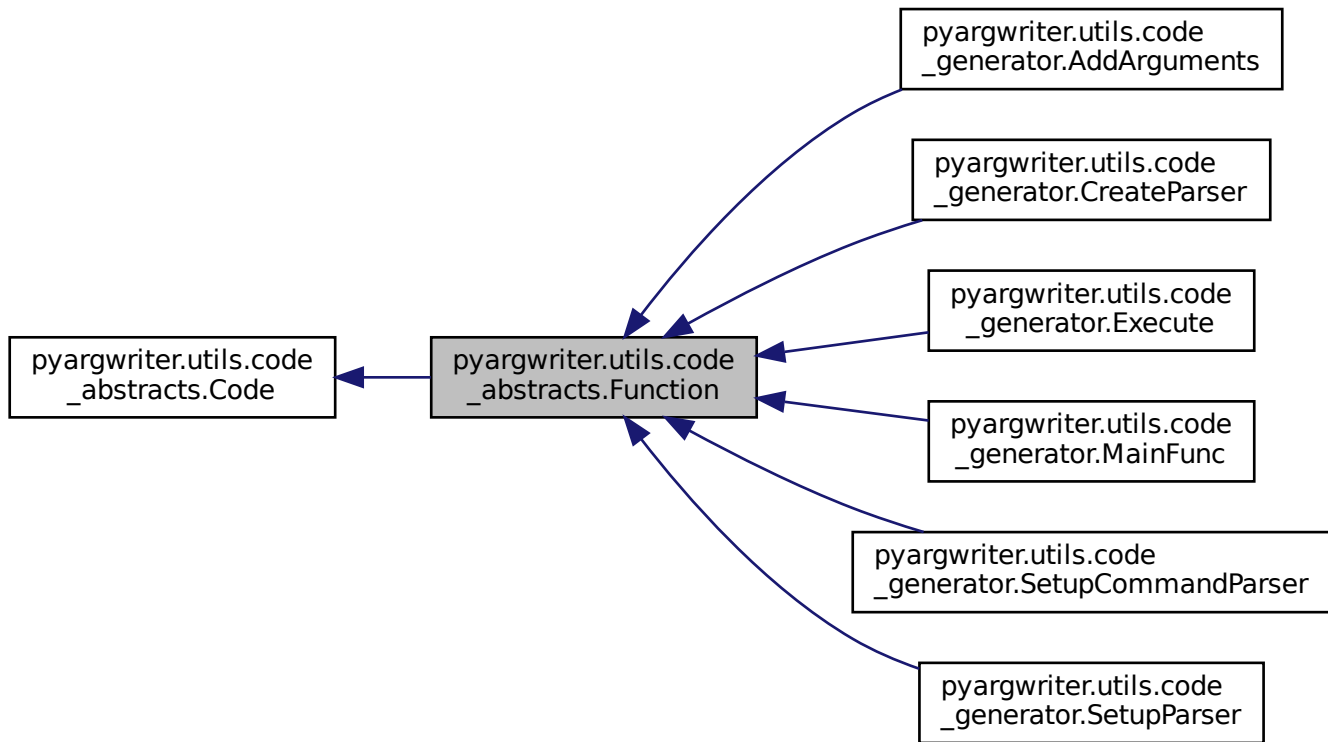 pyargwriter.utils.code
_abstracts.Code
pyargwriter.utils.code
_abstracts.Function
pyargwriter.utils.code
_generator.AddArguments
pyargwriter.utils.code
_generator.CreateParser
pyargwriter.utils.code
_generator.Execute
pyargwriter.utils.code
_generator.MainFunc
pyargwriter.utils.code
_generator.SetupCommandParser
pyargwriter.utils.code
_generator.SetupParser